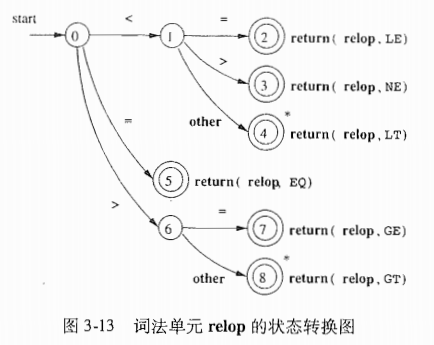 start
0
<
1
=
2
return( relop, LE)
>
3
return( relop, NE)
other
4
*
return( relop, LT)
=
5
return( relop, EQ)
>
6
=
7
return( relop, GE)
other
8
*
return( relop, GT)
图 3-13 词法单元 relop 的状态转换图